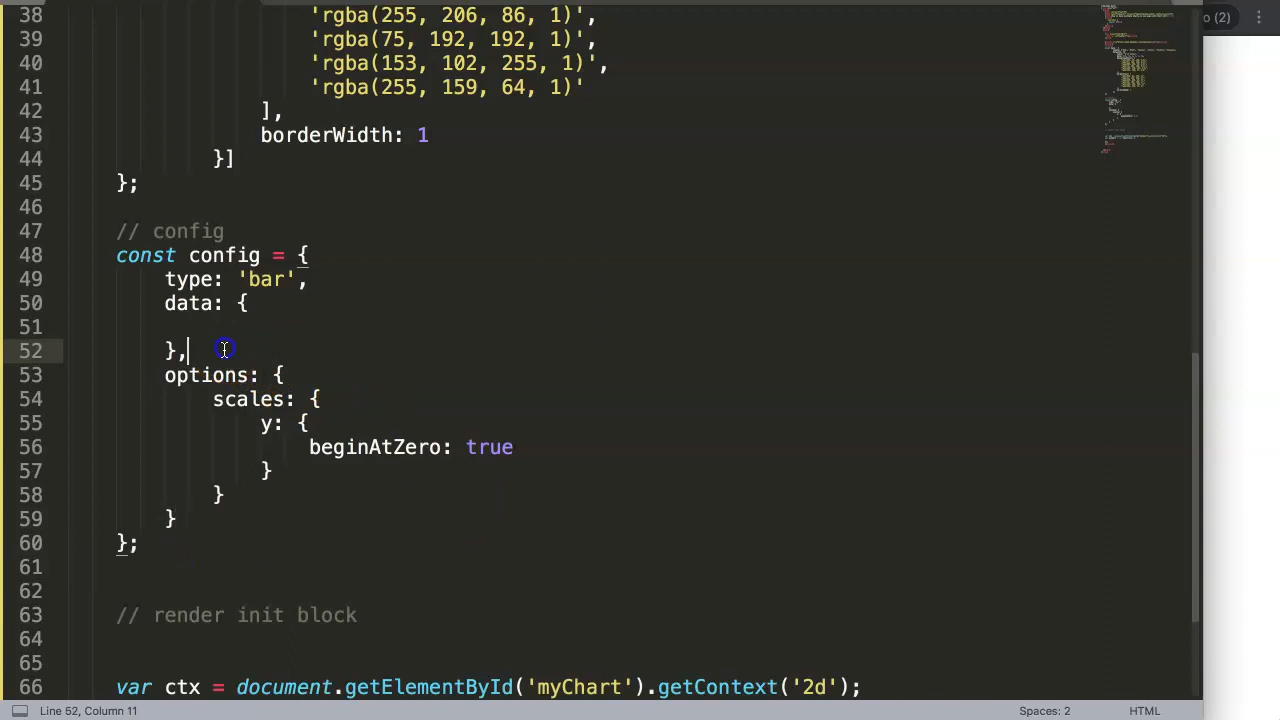 o (2)
38 'rgba(255, 206, 86, 1)',
39 'rgba(75, 192, 192, 1)',
40 'rgba(153, 102, 255, 1)',
41 'rgba(255, 159, 64, 1)'
42 ],
43 borderWidth: 1
44 }]
45 };
46
47 // config
48 const config = {
49 type: 'bar',
50 data: {
51
52 },
53 options: {
54 scales: {
55 y: {
56 beginAtZero: true
57 }
58 }
59 }
60 };
61
62
63 // render init block
64
65
66 var ctx = document.getElementById('myChart').getContext('2d');
Line 52, Column 11 Spaces: 2 HTML